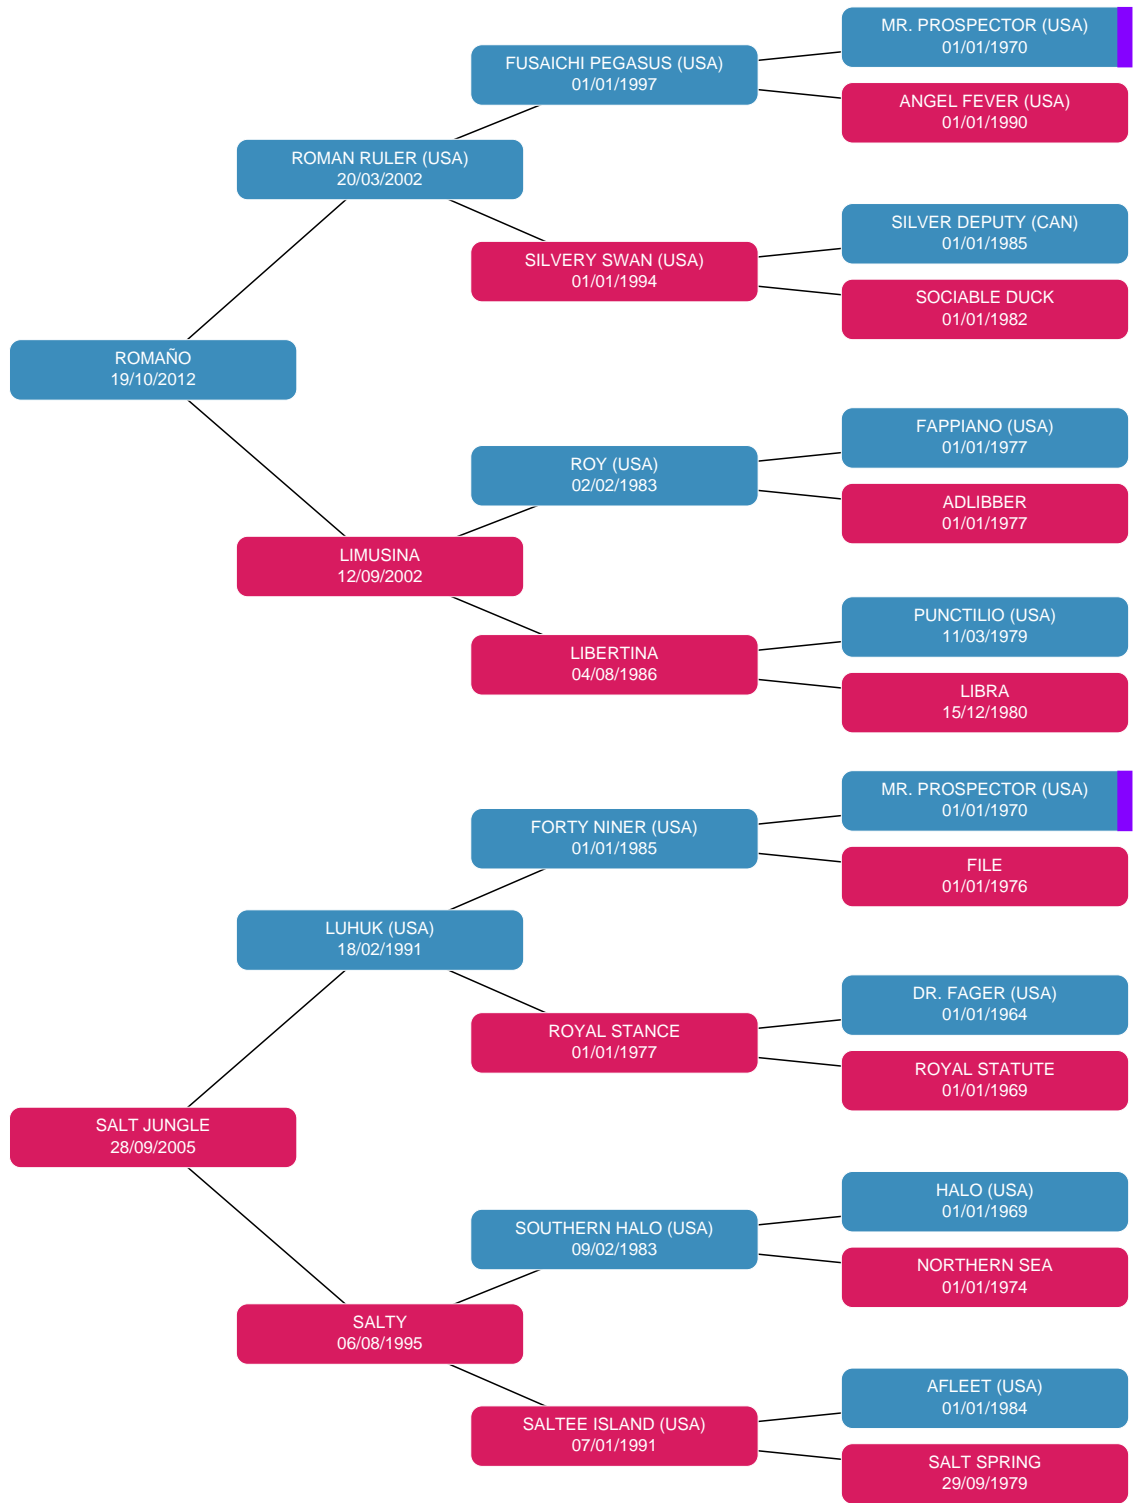 MR. PROSPECTOR (USA)
01/01/1970
FUSAICHI PEGASUS (USA)
01/01/1997
ANGEL FEVER (USA)
01/01/1990
ROMAN RULER (USA)
20/03/2002
SILVER DEPUTY (CAN)
01/01/1985
SILVERY SWAN (USA)
01/01/1994
SOCIABLE DUCK
01/01/1982
ROMAÑO
19/10/2012
FAPPIANO (USA)
01/01/1977
ROY (USA)
02/02/1983
ADLIBBER
01/01/1977
LIMUSINA
12/09/2002
PUNCTILIO (USA)
11/03/1979
LIBERTINA
04/08/1986
LIBRA
15/12/1980
MR. PROSPECTOR (USA)
01/01/1970
FORTY NINER (USA)
01/01/1985
FILE
01/01/1976
LUHUK (USA)
18/02/1991
DR. FAGER (USA)
01/01/1964
ROYAL STANCE
01/01/1977
ROYAL STATUTE
01/01/1969
SALT JUNGLE
28/09/2005
HALO (USA)
01/01/1969
SOUTHERN HALO (USA)
09/02/1983
NORTHERN SEA
01/01/1974
SALTY
06/08/1995
AFLEET (USA)
01/01/1984
SALTEE ISLAND (USA)
07/01/1991
SALT SPRING
29/09/1979